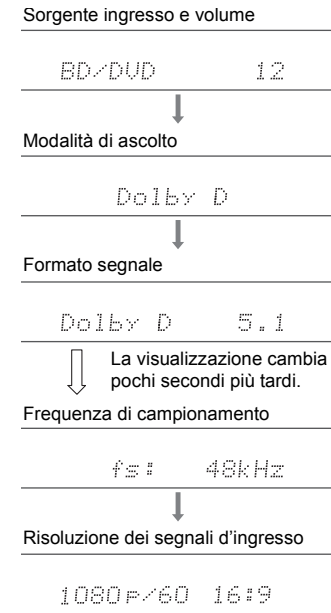 Sorgente ingresso e volume
BD/DVD 12
Modalità di ascolto
Dolby D
Formato segnale
Dolby D 5.1
La visualizzazione cambia
pochi secondi più tardi.
Frequenza di campionamento
fs: 48kHz
Risoluzione dei segnali d'ingresso
1080p/60 16:9